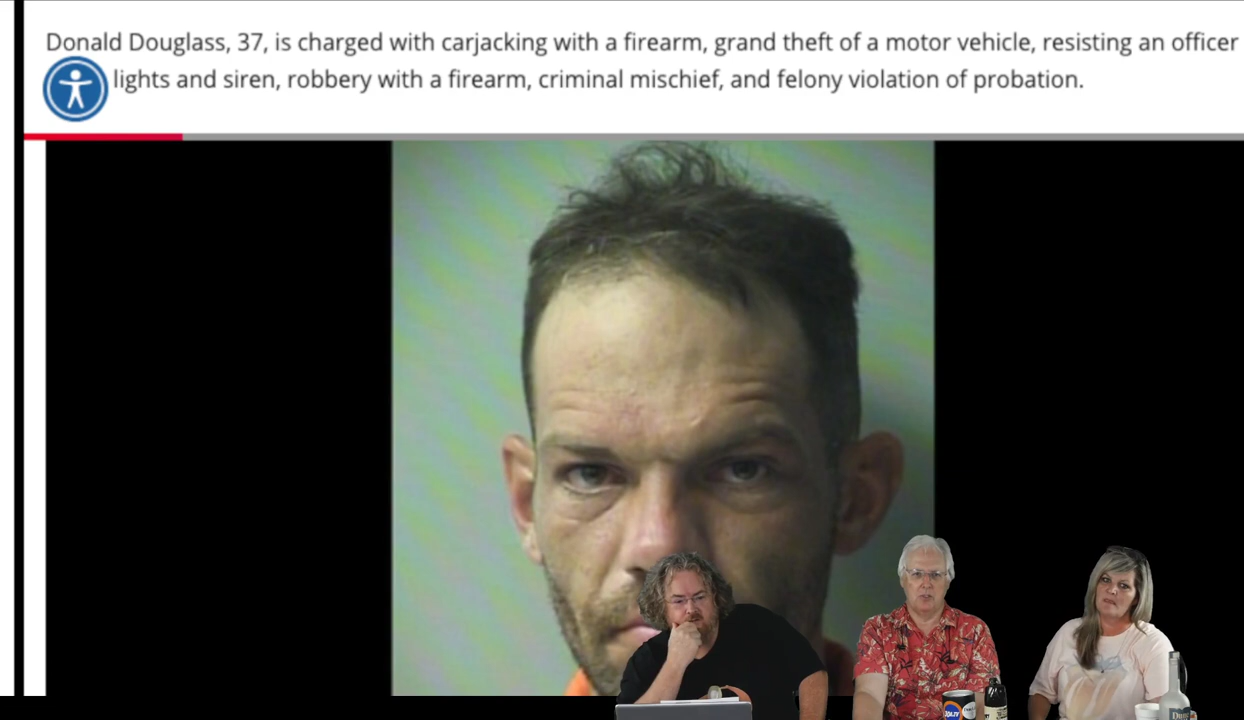 Donald Douglass, 37, is charged with carjacking with a firearm, grand theft of a motor vehicle, resisting an officer
lights and siren, robbery with a firearm, criminal mischief, and felony violation of probation.